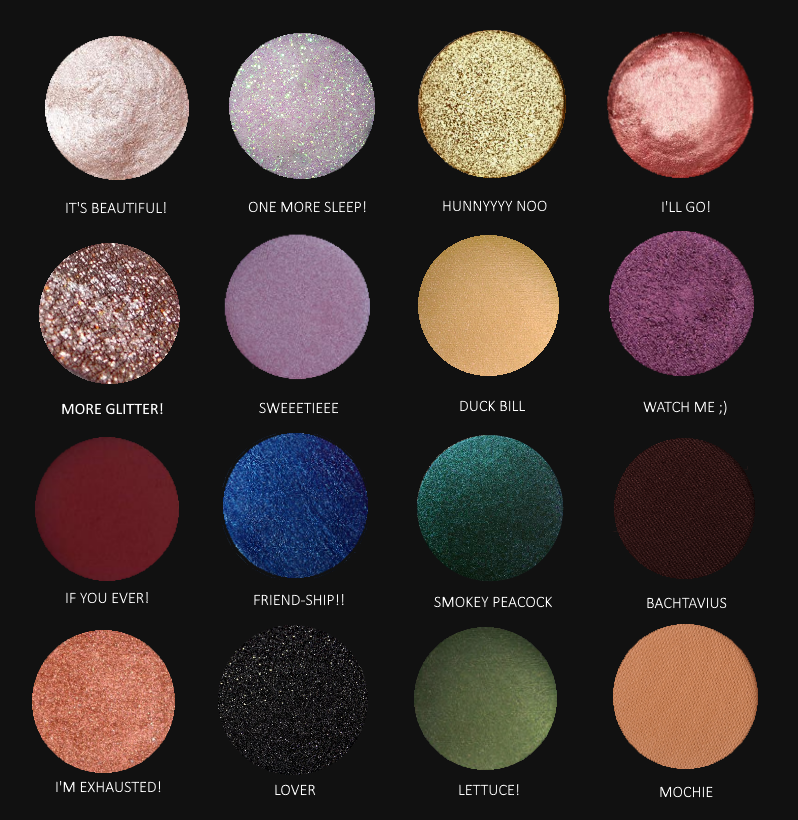 IT'S BEAUTIFUL!
ONE MORE SLEEP!
HUNNYYYY NOO
I'LL GO!
MORE GLITTER!
SWEEETIEEE
DUCK BILL
WATCH ME ;)
IF YOU EVER!
FRIEND-SHIP!!
SMOKEY PEACOCK
BACHTAVIUS
I'M EXHAUSTED!
LOVER
LETTUCE!
MOCHIE